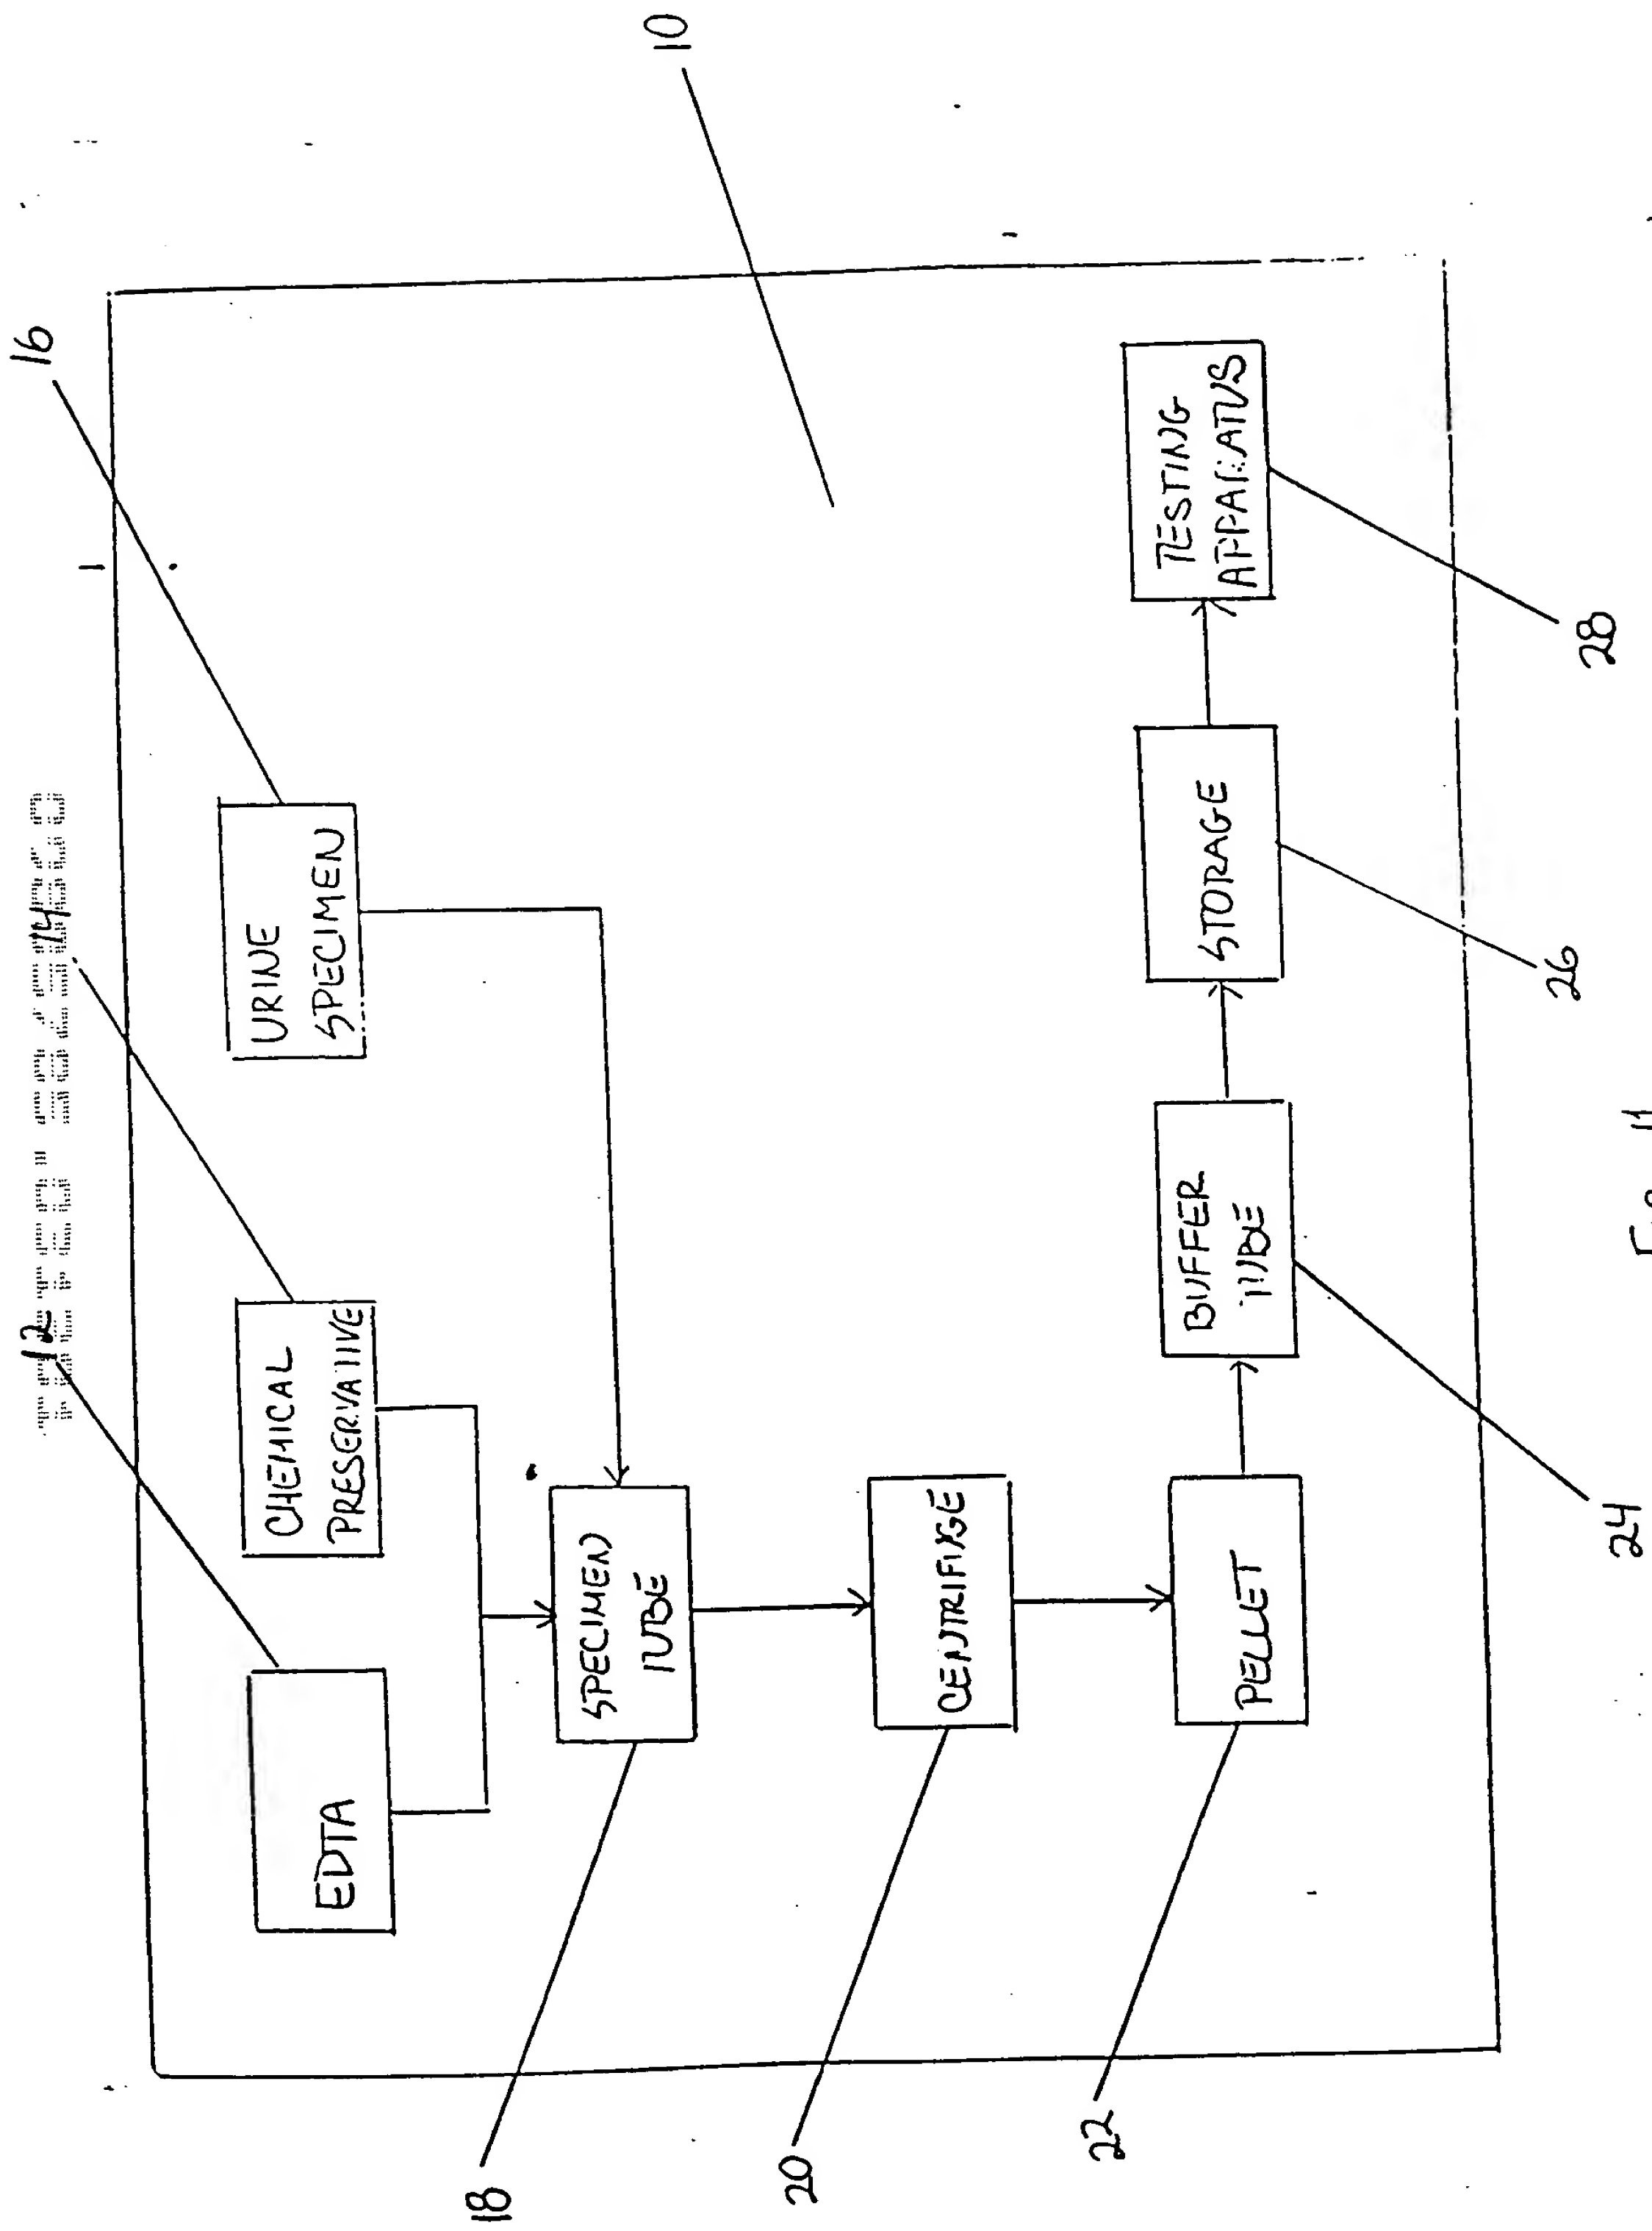 12
14
16
10
EDTA
CHEMICAL
PRESERVATIVE
URINE
SPECIMEN
18
SPECIMEN
TUBE
20
CENTRIFUGE
22
PELLET
BUFFER
TUBE
STORAGE
TESTING
APPARATUS
24
26
28